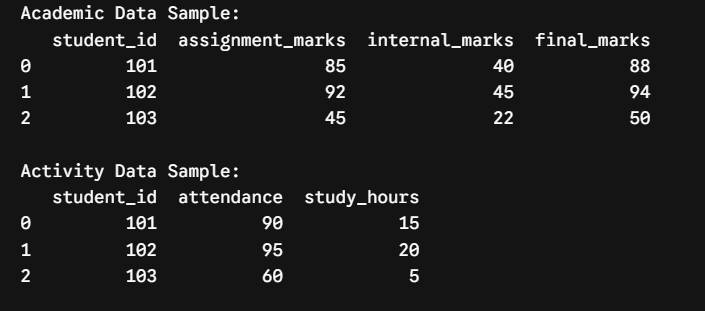 Academic Data Sample:
student_id assignment_marks internal_marks final_marks
0 101 85 40 88
1 102 92 45 94
2 103 45 22 50
Activity Data Sample:
student_id attendance study_hours
0 101 90 15
1 102 95 20
2 103 60 5